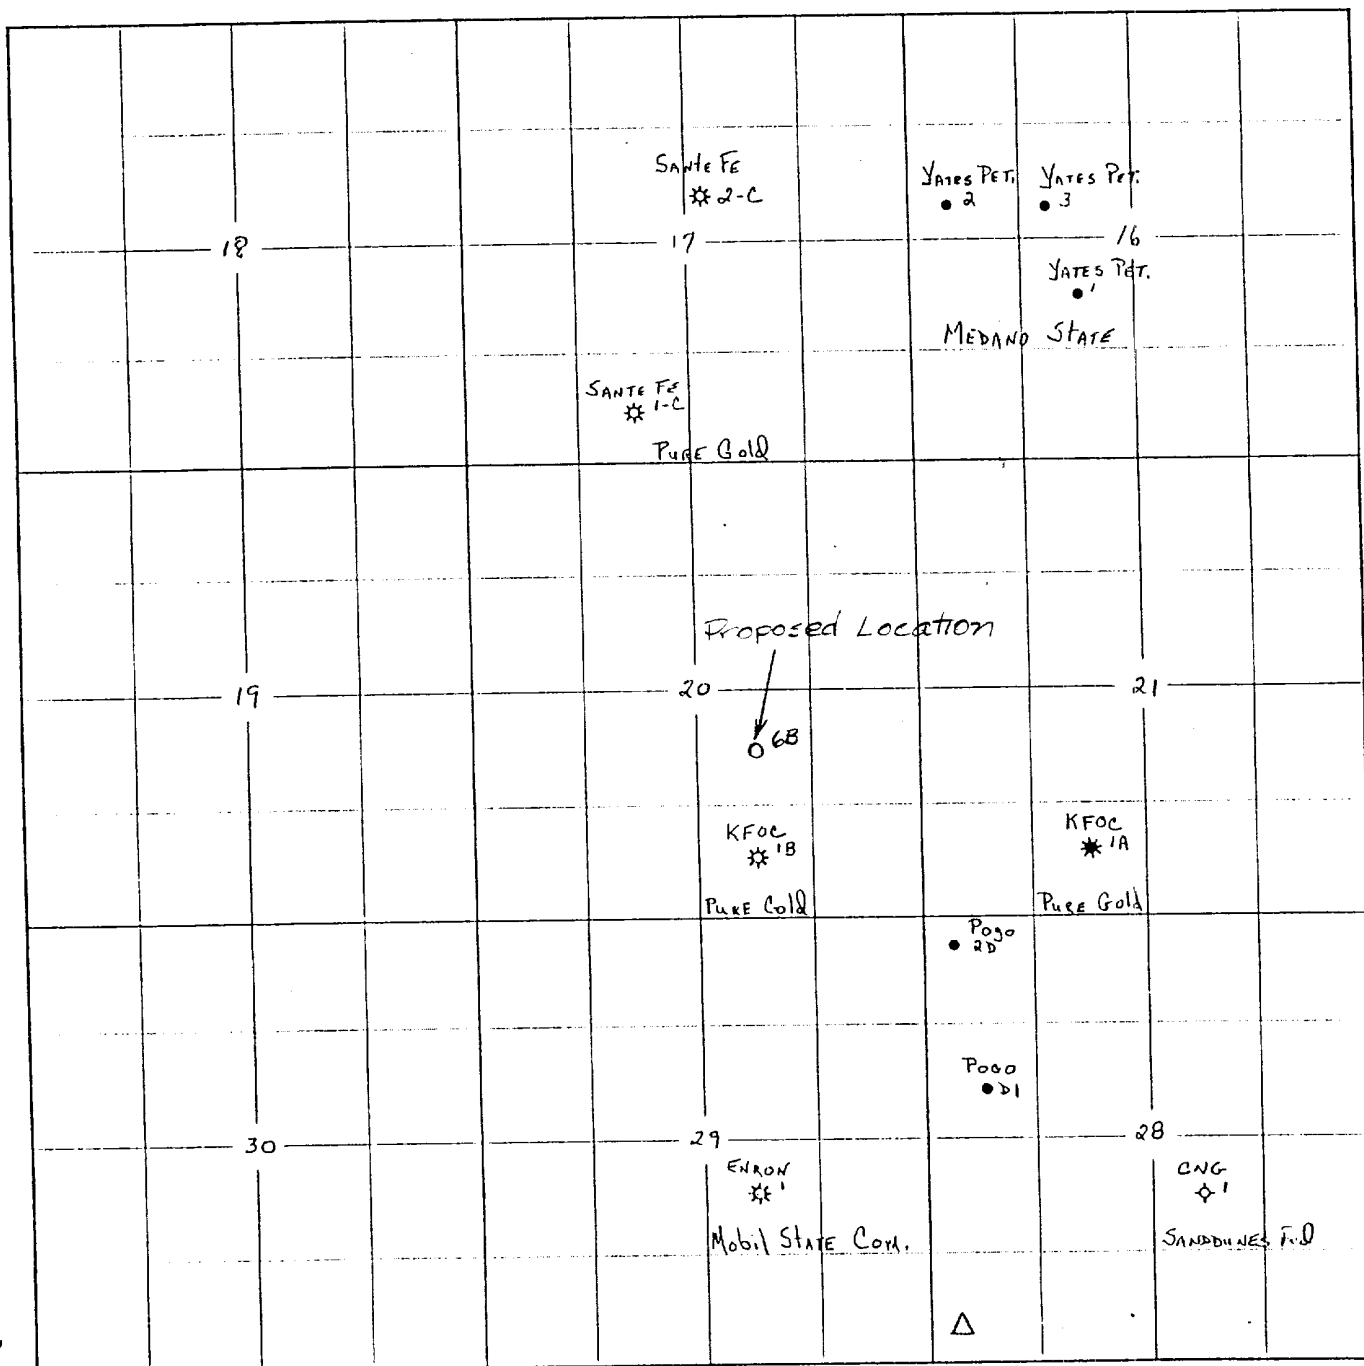 SANTE FE
2-C
YATES PET.
2
YATES PET.
3
18
17
16
YATES PET.
1
MEDANO STATE
SANTE FE
1-C
PURE Gold
Proposed Location
19
20
21
6B
KFOC
1B
KFOC
1A
PURE Gold
PURE Gold
Pogo
2D
Pogo
D1
30
29
28
ENRON
1
CNG
1
Mobil STATE Com.
SANDDUNES Fed